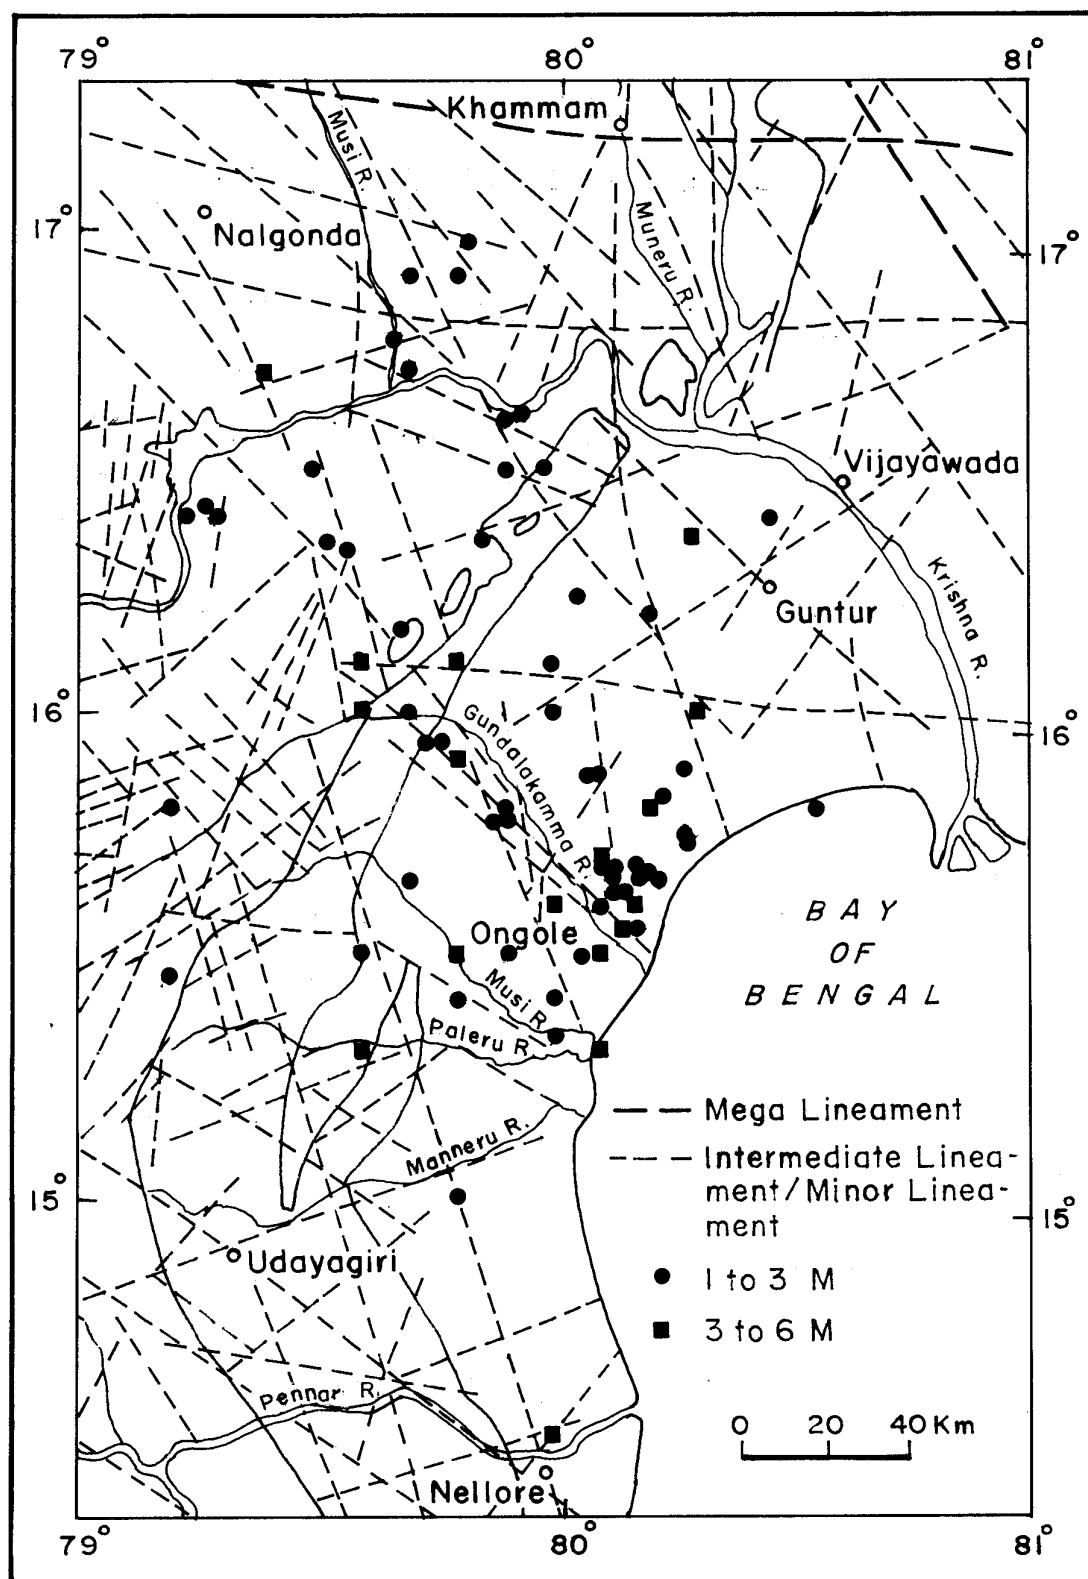 79° 80° 81°
Khammam
Musi R.
17° Nalgonda
Muneru R.
17°
Vijayawada
Krishna R.
Guntur
16°
Gundalakamma R.
16°
BAY
OF
BENGAL
Ongole
Musi R
Paleru R
Mega Lineament
Manneru R.
Intermediate Linea-
ment/Minor Linea-
ment
15°
15°
Udayagiri
1 to 3 M
3 to 6 M
Pennar R.
0 20 40 Km
Nellore
79° 80° 81°